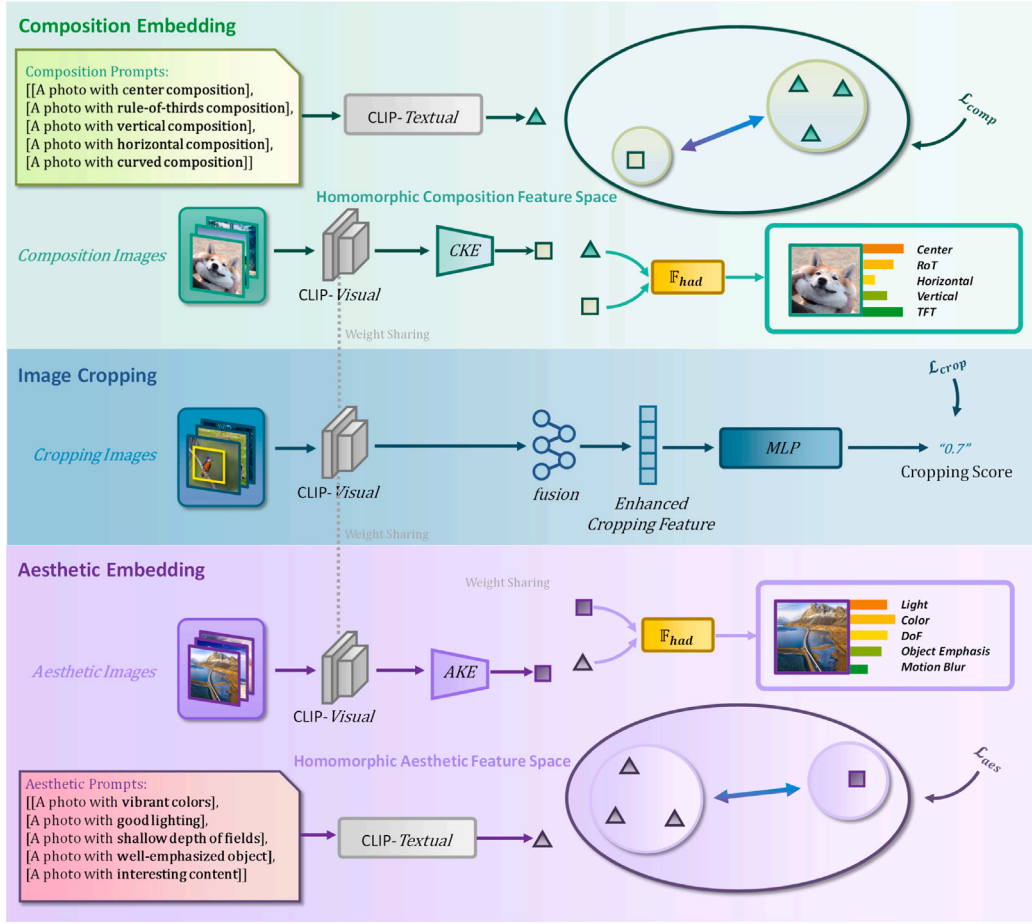 Composition Embedding
Composition Prompts:
[[A photo with center composition],
[A photo with rule-of-thirds composition],
[A photo with vertical composition],
[A photo with horizontal composition],
[A photo with curved composition]]
CLIP-Textual
ℒcomp
Homomorphic Composition Feature Space
Composition Images
CLIP-Visual
CKE
𝔽had
Center
RoT
Horizontal
Vertical
TFT
Weight Sharing
Image Cropping
ℒcrop
Cropping Images
CLIP-Visual
fusion
Enhanced
Cropping Feature
MLP
“0.7”
Cropping Score
Weight Sharing
Aesthetic Embedding
Weight Sharing
Aesthetic Images
CLIP-Visual
AKE
𝔽had
Light
Color
DoF
Object Emphasis
Motion Blur
Homomorphic Aesthetic Feature Space
ℒaes
Aesthetic Prompts:
[[A photo with vibrant colors],
[A photo with good lighting],
[A photo with shallow depth of fields],
[A photo with well-emphasized object],
[A photo with interesting content]]
CLIP-Textual